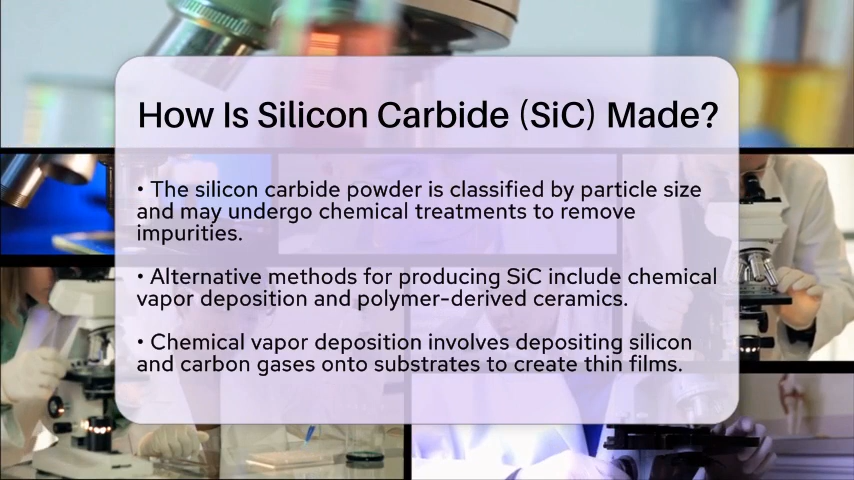 How Is Silicon Carbide (SiC) Made?
• The silicon carbide powder is classified by particle size
and may undergo chemical treatments to remove
impurities.
• Alternative methods for producing SiC include chemical
vapor deposition and polymer-derived ceramics.
• Chemical vapor deposition involves depositing silicon
and carbon gases onto substrates to create thin films.